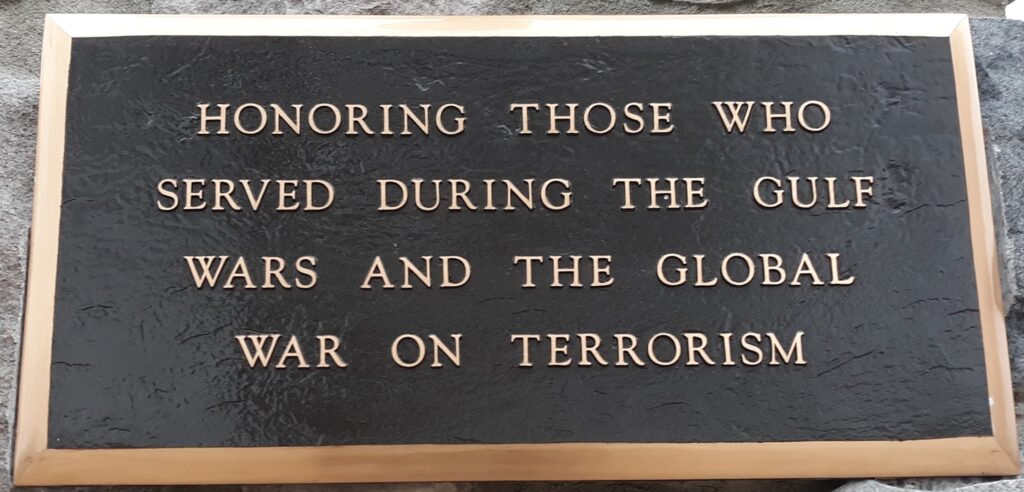 HONORING THOSE WHO
SERVED DURING THE GULF
WARS AND THE GLOBAL
WAR ON TERRORISM